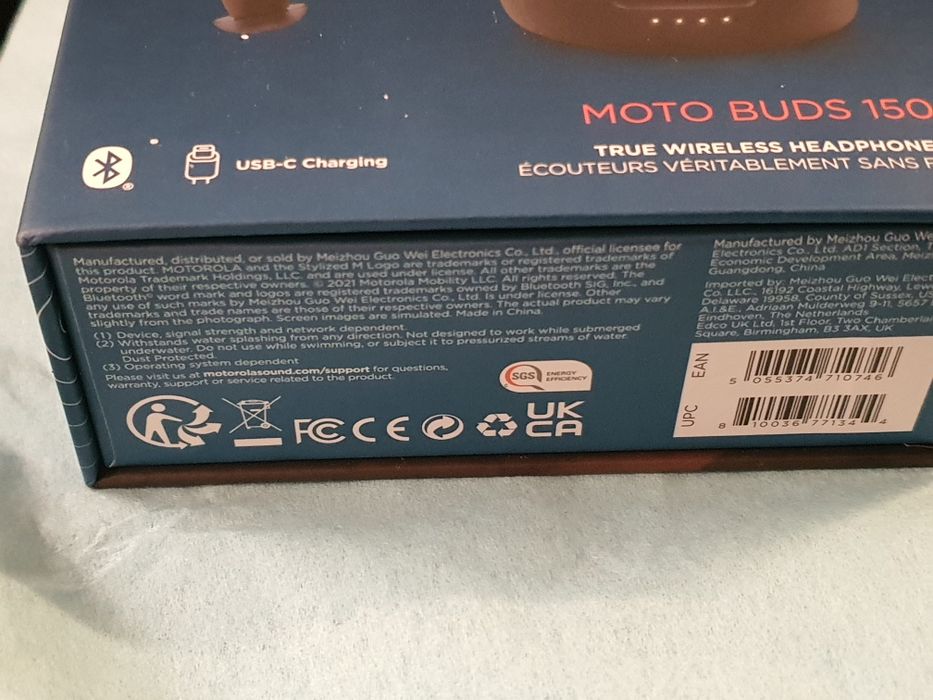 MOTO BUDS 150
TRUE WIRELESS HEADPHONE
ÉCOUTEURS VÉRITABLEMENT SANS F
USB-C Charging
Manufactured, distributed, or sold by Meizhou Guo Wei Electronics Co., Ltd., official licensee for
this product. MOTOROLA and the Stylized M Logo are trademarks or registered trademarks of
Motorola Trademark Holdings, LLC. and are used under license. All other trademarks are the
property of their respective owners. © 2021 Motorola Mobility LLC. All rights reserved. The
Bluetooth® word mark and logos are registered trademarks owned by Bluetooth SIG, Inc., and
any use of such marks by Meizhou Guo Wei Electronics Co., Ltd. is under license. Other
trademarks and trade names are those of their respective owners. The actual product may vary
slightly from the photograph. Screen images are simulated. Made in China.
(1) Device, signal strength and network dependent.
(2) Withstands water splashing from any direction. Not designed to work while submerged
underwater. Do not use while swimming, or subject it to pressurized streams of water.
Dust Protected.
(3) Operating system dependent
Please visit us at motorolasound.com/support for questions,
warranty, support or service related to the product.
SGS ENERGY
EFFICIENCY
FC CE
UK
CA
Manufactured by Meizhou Guo We
Electronics Co., Ltd. AD1 Section, T
Economic Development Area, Meiz
Guangdong, China
Imported by: Meizhou Guo Wei Elect
Co. LLC, 16192 Coastal Highway, Lew
Delaware 19958, County of Sussex, US
A.I.&E., Adriaan Mulderweg 9-11, 5657
Eindhoven, The Netherlands
Edco UK Ltd, 1st Floor, Two Chamberlai
Square, Birmingham, B3 3AX, UK
EAN
5 055374 710746
UPC
8 10036 77134 4